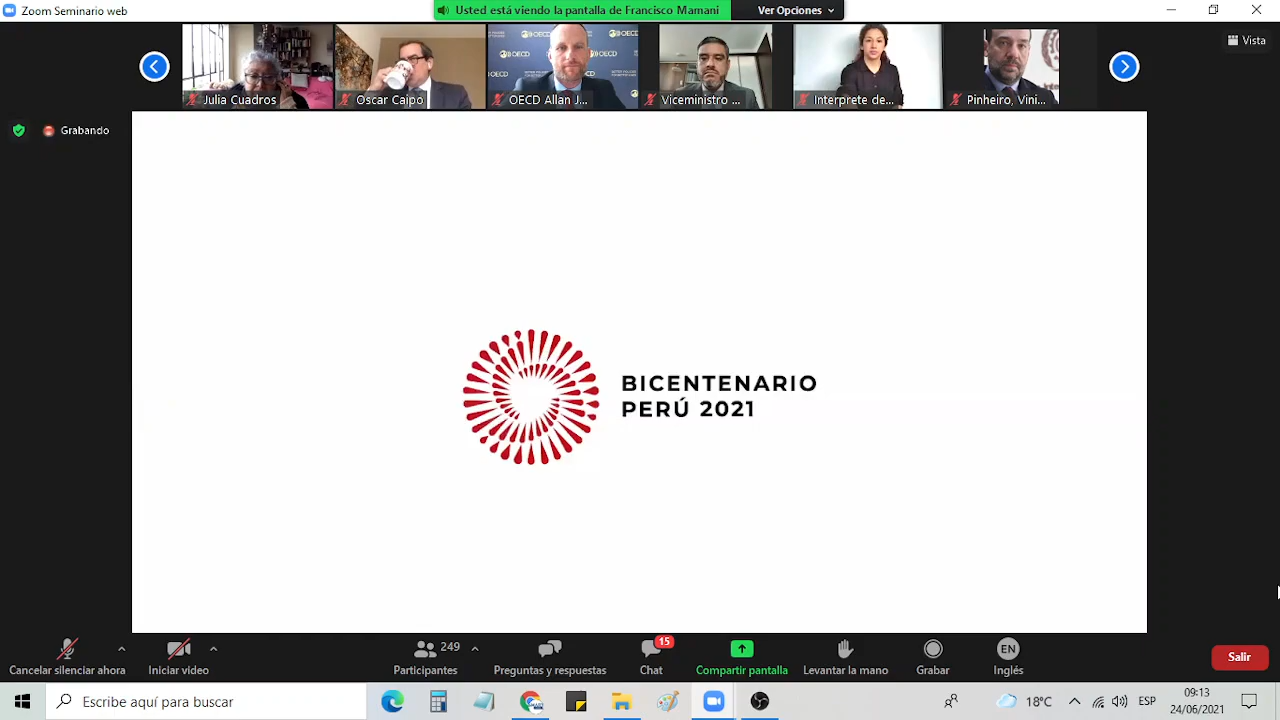 Zoom Seminario web
Usted está viendo la pantalla de Francisco Mamani
Ver Opciones
Vista
Julia Cuadros
Oscar Caipo
OECD Allan J...
Viceministro ...
Interprete de...
Pinheiro, Vini...
Grabando
BICENTENARIO
PERÚ 2021
249
15
EN
Cancelar silenciar ahora
Iniciar video
Participantes
Preguntas y respuestas
Chat
Compartir pantalla
Levantar la mano
Grabar
Inglés
Salir
Escribe aquí para buscar
18°C
ESP
09:13
24/06/2021